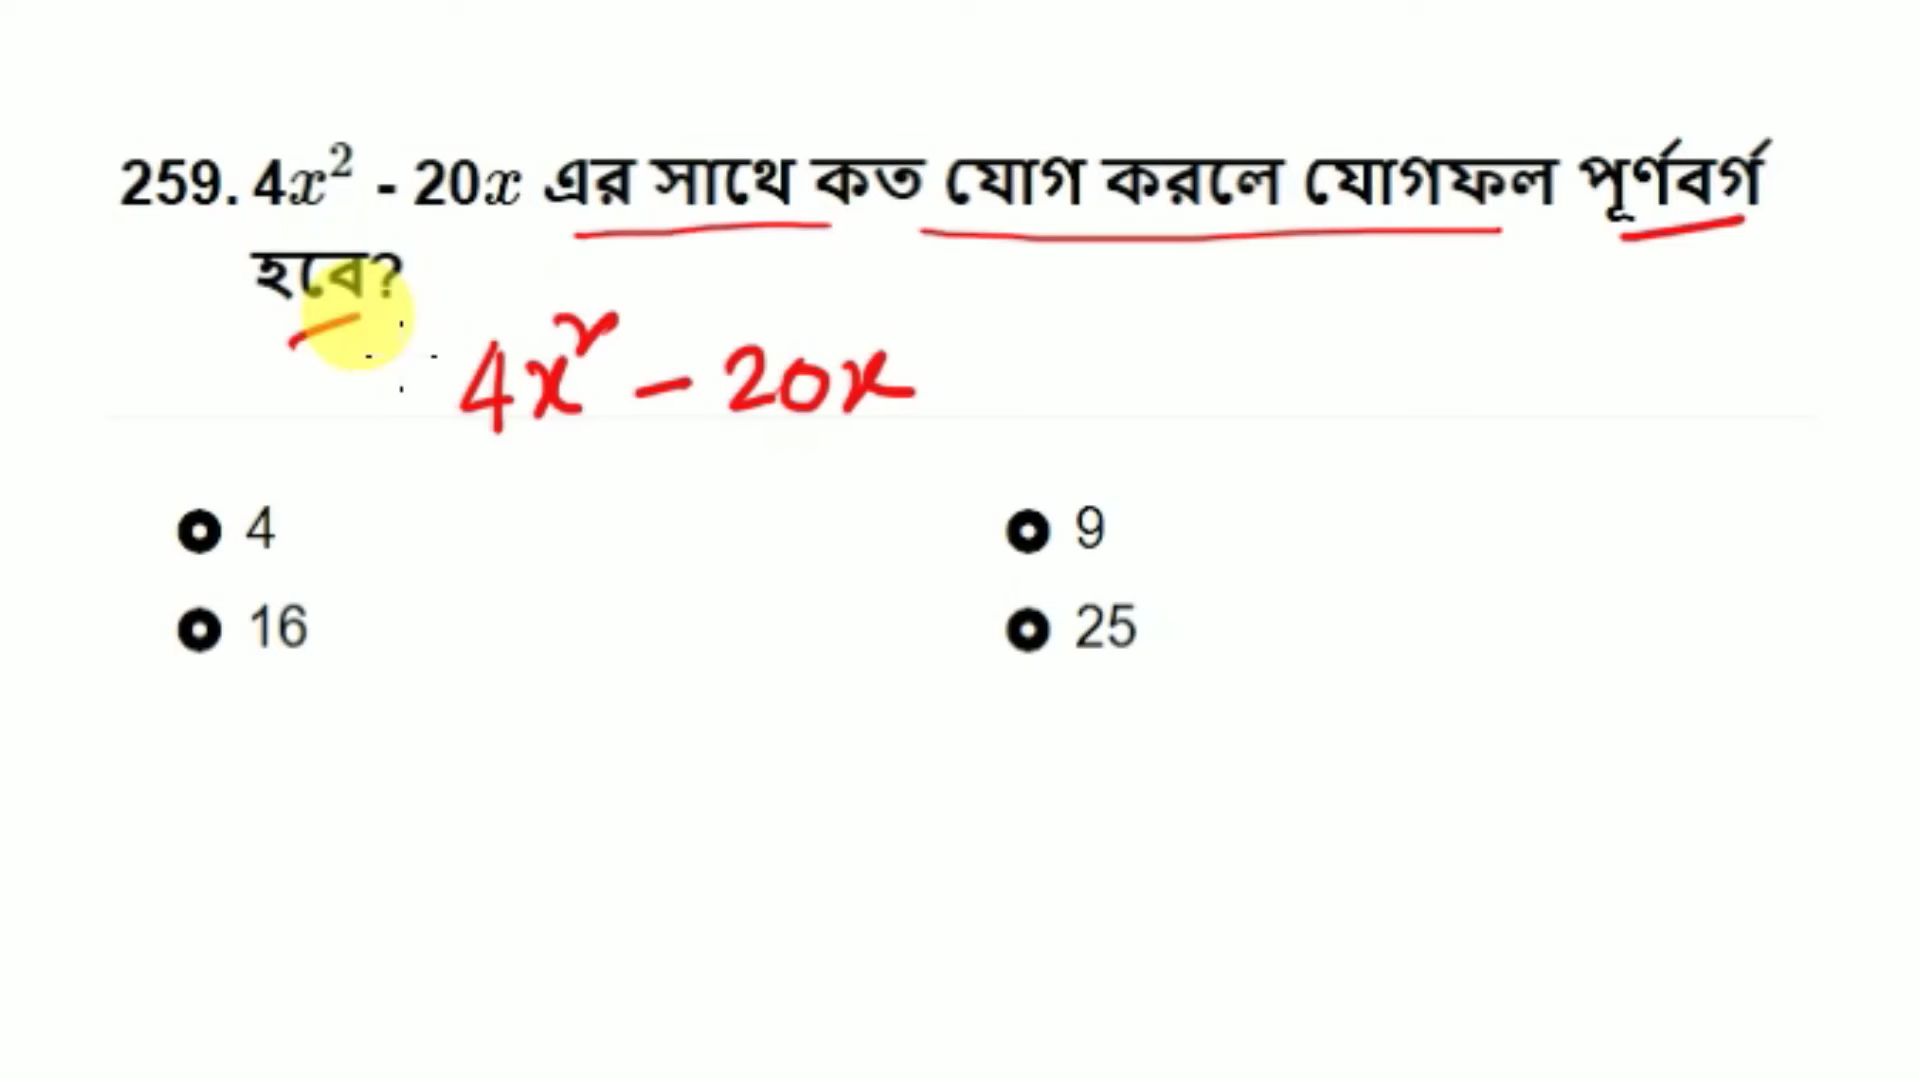 259. 4x² - 20x এর সাথে কত যোগ করলে যোগফল পূর্ণবর্গ
হবে?
4x² - 20x
4
9
16
25